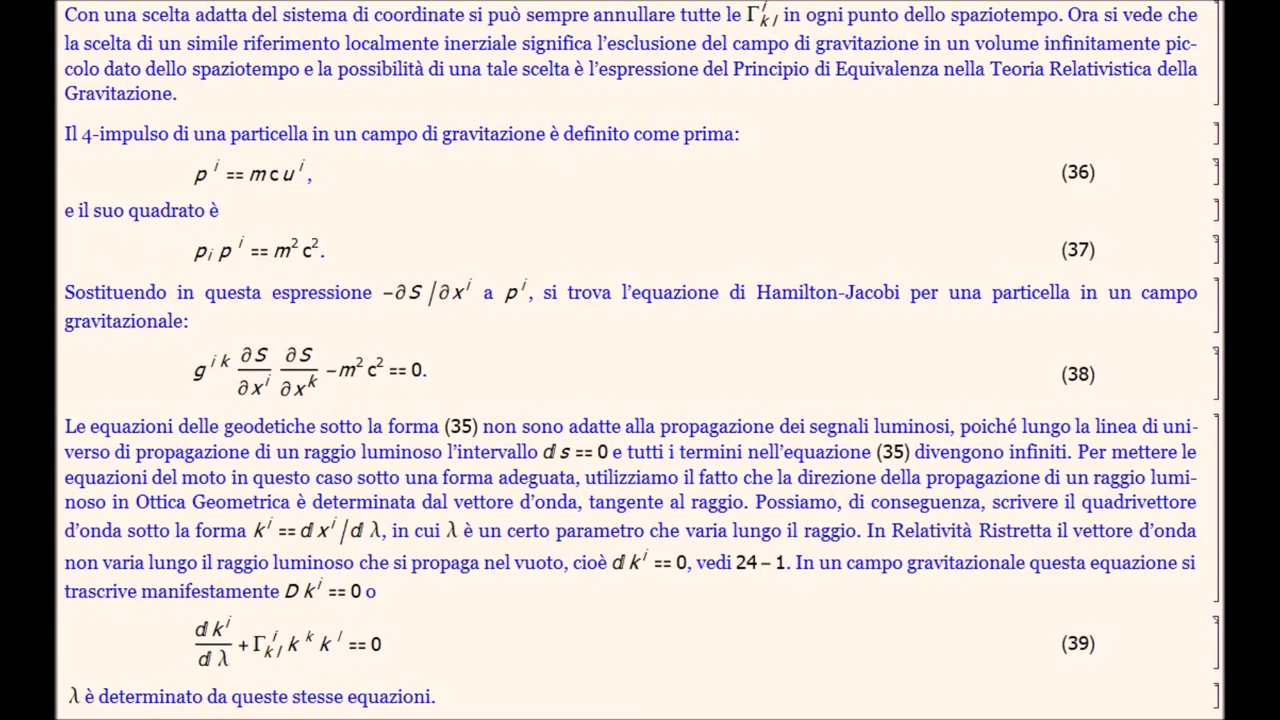 Con una scelta adatta del sistema di coordinate si può sempre annullare tutte le Γ^i_{kl} in ogni punto dello spaziotempo. Ora si vede che
la scelta di un simile riferimento localmente inerziale significa l’esclusione del campo di gravitazione in un volume infinitamente pic-
colo dato dello spaziotempo e la possibilità di una tale scelta è l’espressione del Principio di Equivalenza nella Teoria Relativistica della
Gravitazione.
Il 4-impulso di una particella in un campo di gravitazione è definito come prima:
p^i == m c u^i, (36)
e il suo quadrato è
p_i p^i == m² c². (37)
Sostituendo in questa espressione -∂S/∂x^i a p^i, si trova l’equazione di Hamilton-Jacobi per una particella in un campo
gravitazionale:
g^{ik} ∂S/∂x^i ∂S/∂x^k - m² c² == 0. (38)
Le equazioni delle geodetiche sotto la forma (35) non sono adatte alla propagazione dei segnali luminosi, poiché lungo la linea di uni-
verso di propagazione di un raggio luminoso l’intervallo ⅆs == 0 e tutti i termini nell’equazione (35) divengono infiniti. Per mettere le
equazioni del moto in questo caso sotto una forma adeguata, utilizziamo il fatto che la direzione della propagazione di un raggio lumi-
noso in Ottica Geometrica è determinata dal vettore d’onda, tangente al raggio. Possiamo, di conseguenza, scrivere il quadrivettore
d’onda sotto la forma k^i == ⅆx^i/ⅆλ, in cui λ è un certo parametro che varia lungo il raggio. In Relatività Ristretta il vettore d’onda
non varia lungo il raggio luminoso che si propaga nel vuoto, cioè ⅆk^i == 0, vedi 24 – 1. In un campo gravitazionale questa equazione si
trascrive manifestamente D k^i == 0 o
ⅆk^i/ⅆλ + Γ^i_{kl} k^k k^l == 0 (39)
λ è determinato da queste stesse equazioni.